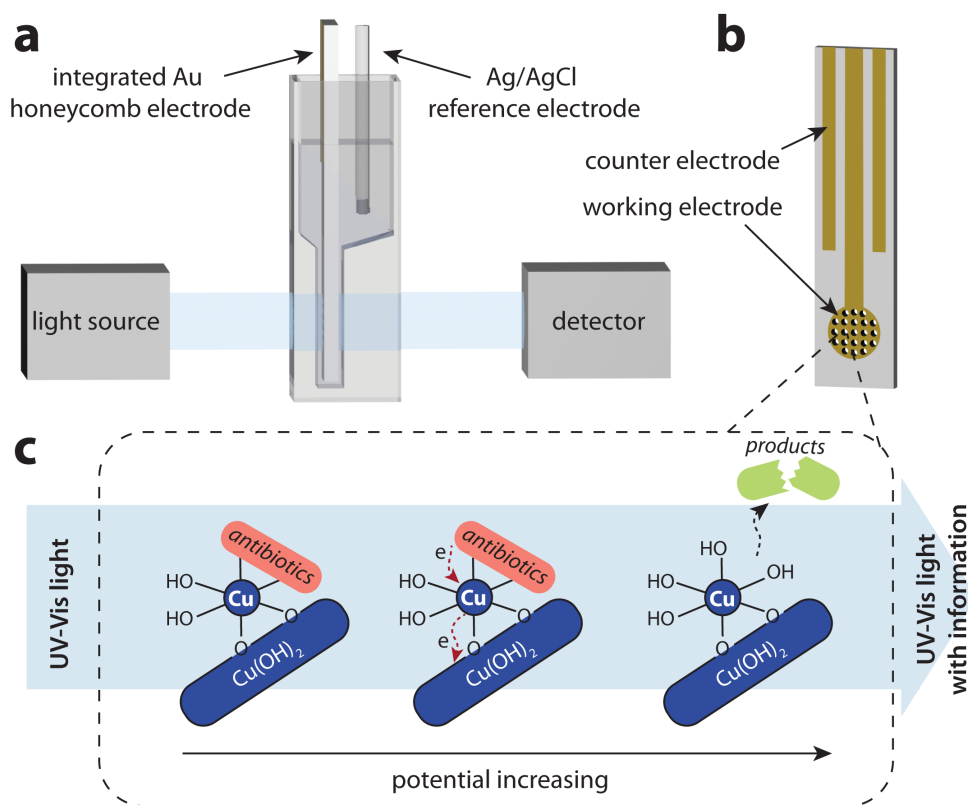 a
integrated Au
honeycomb electrode
Ag/AgCl
reference electrode
light source
detector
b
counter electrode
working electrode
c
products
UV-Vis light
antibiotics
HO
HO
Cu
O
O
Cu(OH)₂
antibiotics
e
HO
HO
Cu
O
e
O
Cu(OH)₂
HO
OH
HO
HO
Cu
O
O
Cu(OH)₂
UV-Vis light
with information
potential increasing